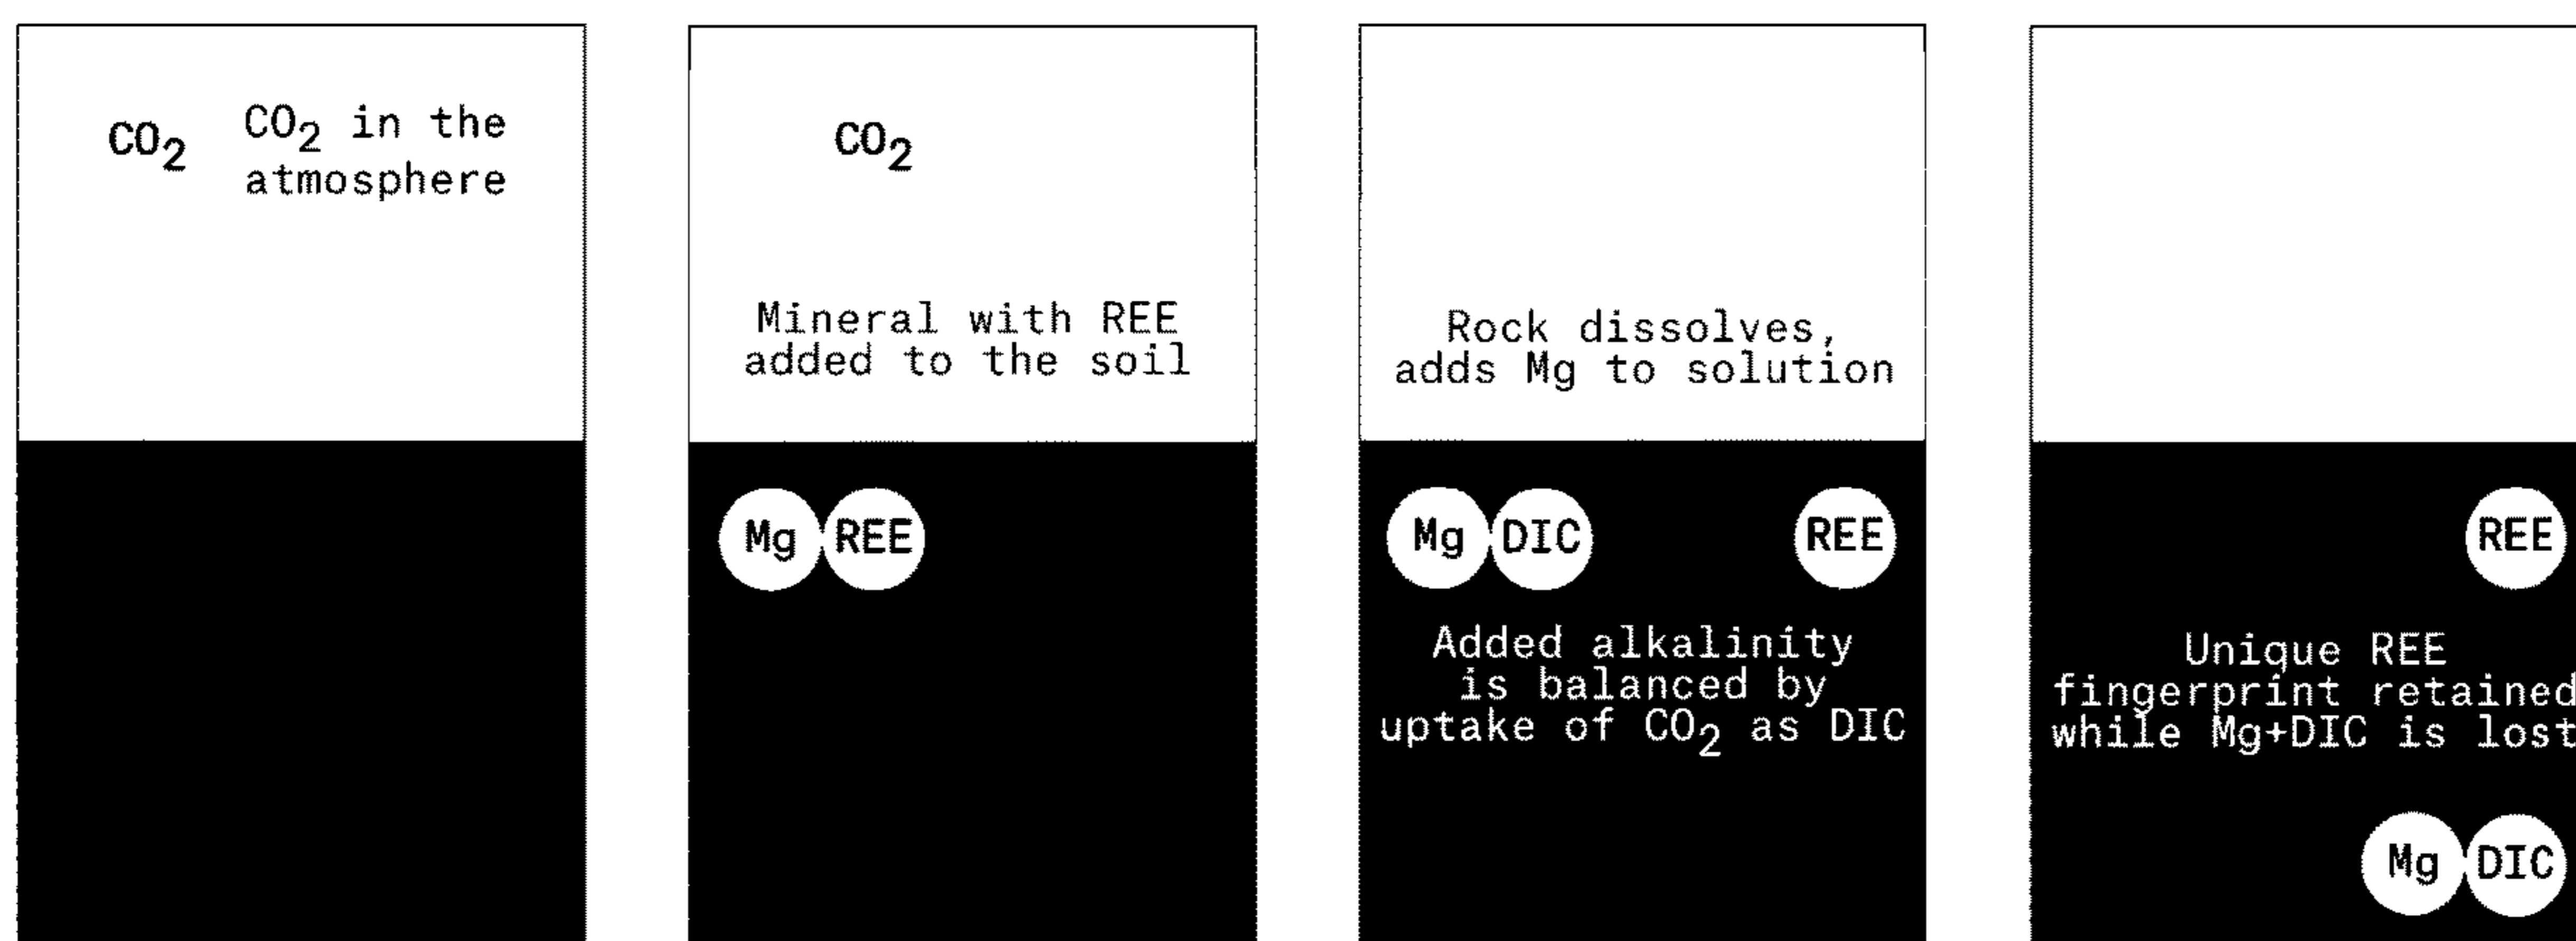 CO₂
CO₂ in the
atmosphere
CO₂
Mineral with REE
added to the soil
Mg REE
Rock dissolves,
adds Mg to solution
Mg DIC REE
Added alkalinity
is balanced by
uptake of CO₂ as DIC
REE
Unique REE
fingerprint retained
while Mg+DIC is lost
Mg DIC